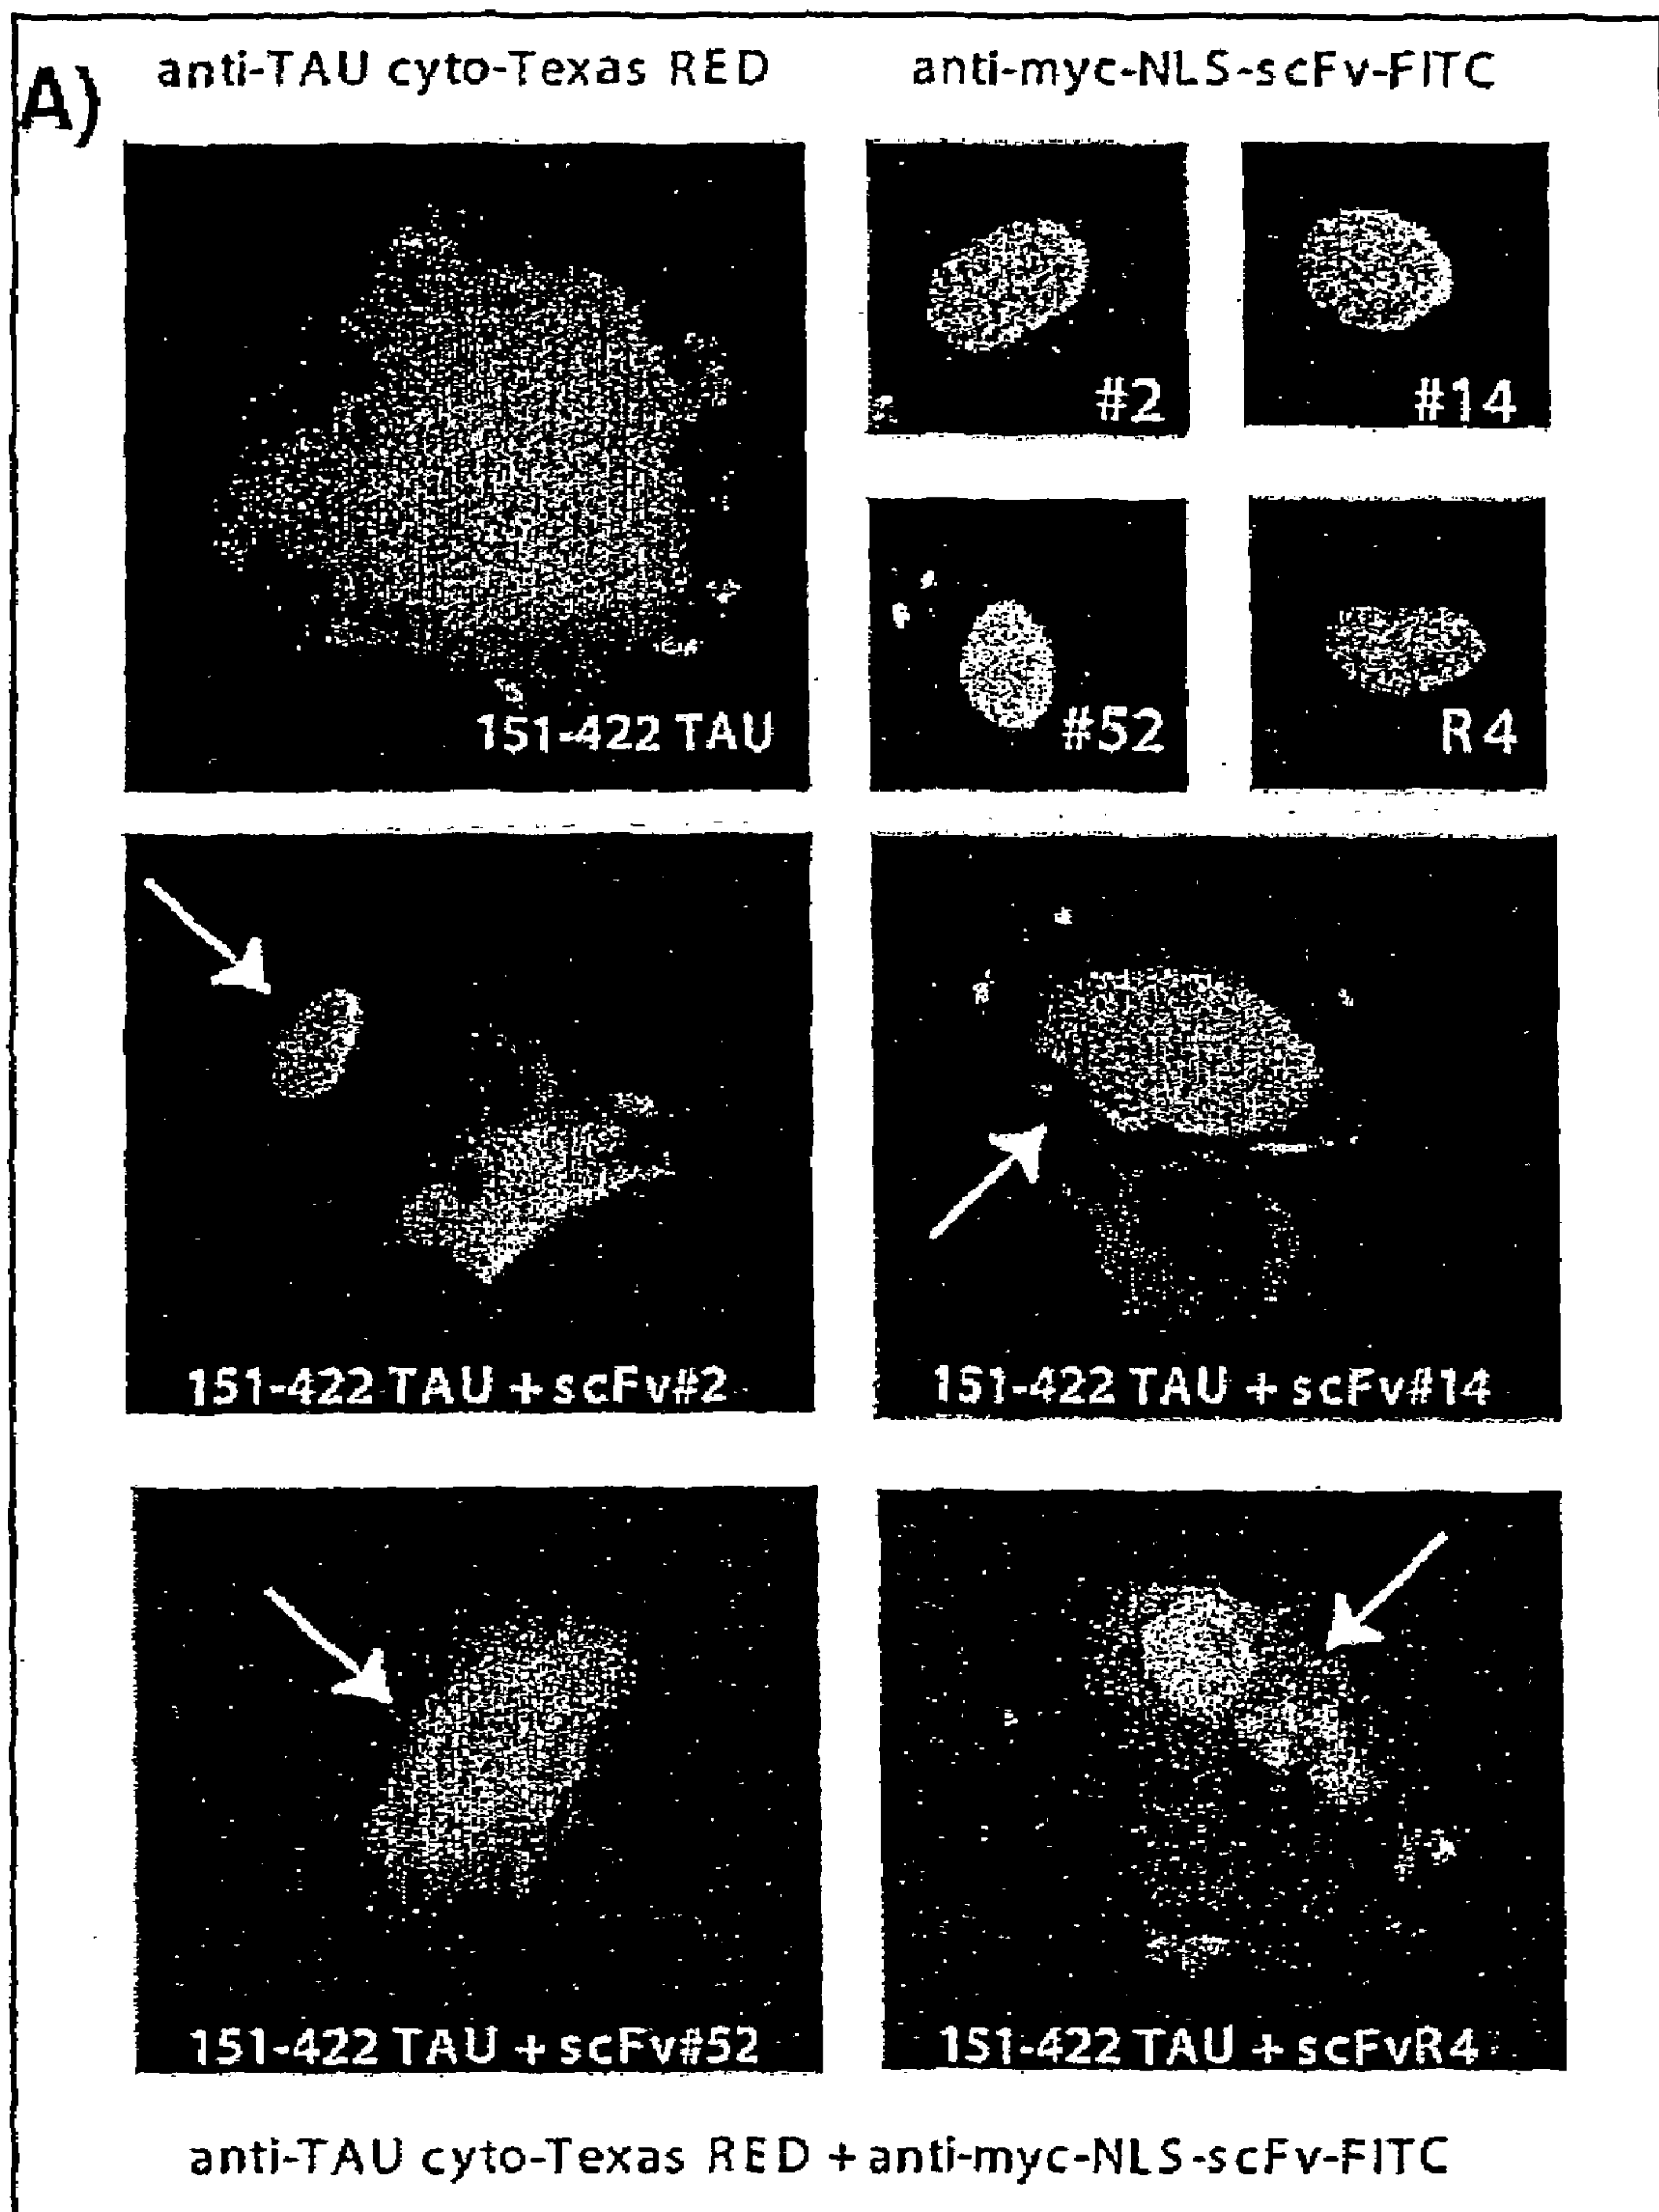 A)
anti-TAU cyto-Texas RED
anti-myc-NLS-scFv-FITC
151-422 TAU
#2
#14
#52
R4
151-422 TAU + scFv#2
151-422 TAU + scFv#14
151-422 TAU + scFv#52
151-422 TAU + scFvR4
anti-TAU cyto-Texas RED + anti-myc-NLS-scFv-FITC